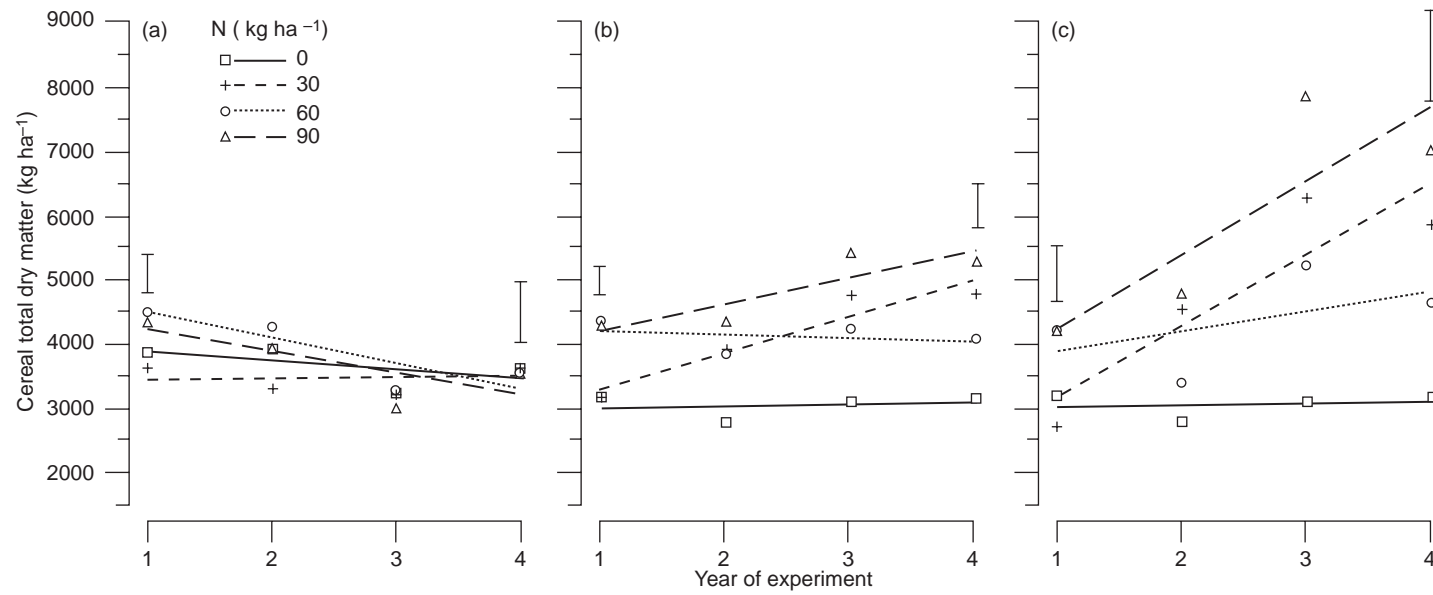 (a)
N ( kg ha –1)
0
30
60
90
(b)
(c)
Cereal total dry matter (kg ha–1)
9000
8000
7000
6000
5000
4000
3000
2000
1 2 3 4
1 2 3 4
1 2 3 4
Year of experiment